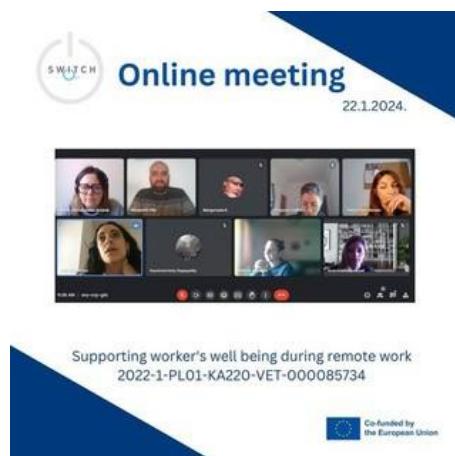 SWITCH
Online meeting
22.1.2024.
Supporting worker's well being during remote work
2022-1-PL01-KA220-VET-000085734
Co-funded by
the European Union